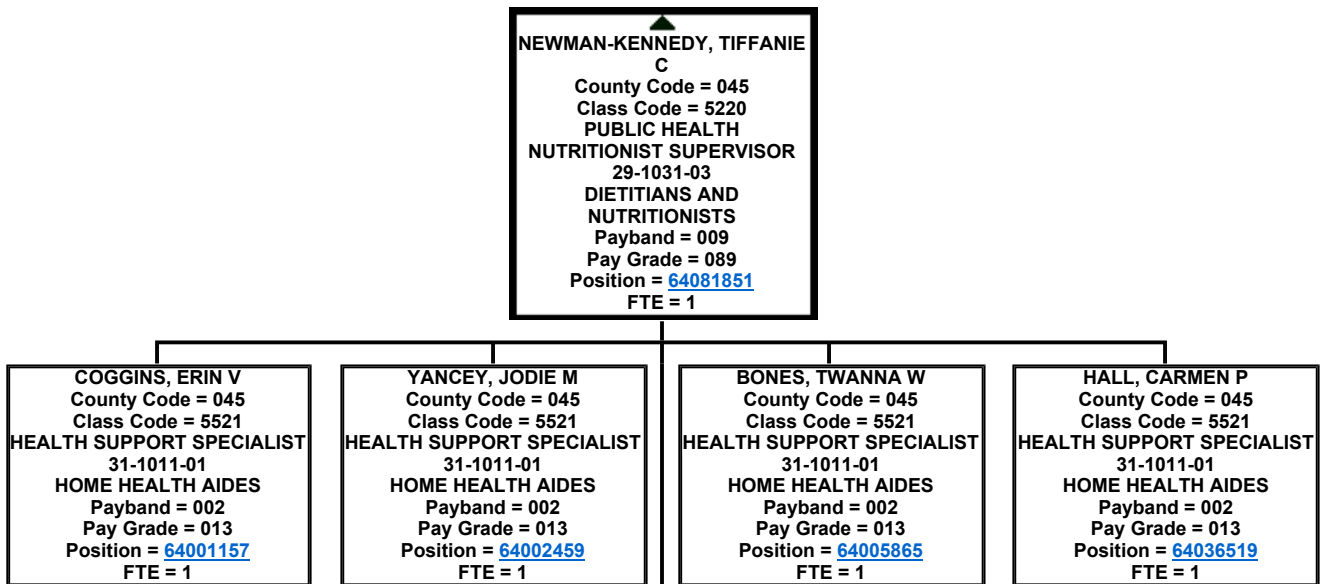 NEWMAN-KENNEDY, TIFFANIE
C
County Code = 045
Class Code = 5220
PUBLIC HEALTH
NUTRITIONIST SUPERVISOR
29-1031-03
DIETITIANS AND
NUTRITIONISTS
Payband = 009
Pay Grade = 089
Position = 64081851
FTE = 1
COGGINS, ERIN V
County Code = 045
Class Code = 5521
HEALTH SUPPORT SPECIALIST
31-1011-01
HOME HEALTH AIDES
Payband = 002
Pay Grade = 013
Position = 64001157
FTE = 1
YANCEY, JODIE M
County Code = 045
Class Code = 5521
HEALTH SUPPORT SPECIALIST
31-1011-01
HOME HEALTH AIDES
Payband = 002
Pay Grade = 013
Position = 64002459
FTE = 1
BONES, TWANNA W
County Code = 045
Class Code = 5521
HEALTH SUPPORT SPECIALIST
31-1011-01
HOME HEALTH AIDES
Payband = 002
Pay Grade = 013
Position = 64005865
FTE = 1
HALL, CARMEN P
County Code = 045
Class Code = 5521
HEALTH SUPPORT SPECIALIST
31-1011-01
HOME HEALTH AIDES
Payband = 002
Pay Grade = 013
Position = 64036519
FTE = 1